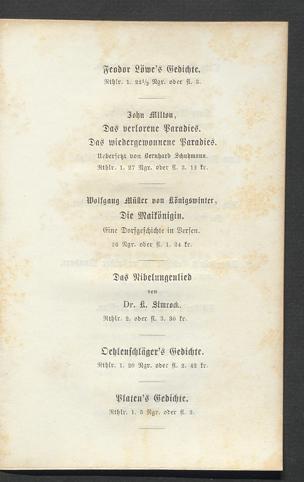 Feodor Löwe's Gedichte.
Rthlr. 1. 22½ Ngr. oder fl. 3.
John Milton,
Das verlorene Paradies.
Das wiedergewonnene Paradies.
Uebersetzt von Bernhard Schuhmann.
Rthlr. 1. 27 Ngr. oder fl. 3. 12 kr.
Wolfgang Müller von Königswinter,
Die Maikönigin.
Eine Dorfgeschichte in Versen.
26 Ngr. oder fl. 1. 24 kr.
Das Nibelungenlied
von
Dr. K. Simrock.
Rthlr. 2. oder fl. 3. 36 kr.
Oehlenschläger's Gedichte.
Rthlr. 1. 20 Ngr. oder fl. 2. 42 kr.
Platen's Gedichte.
Rthlr. 1. 5 Ngr. oder fl. 2.